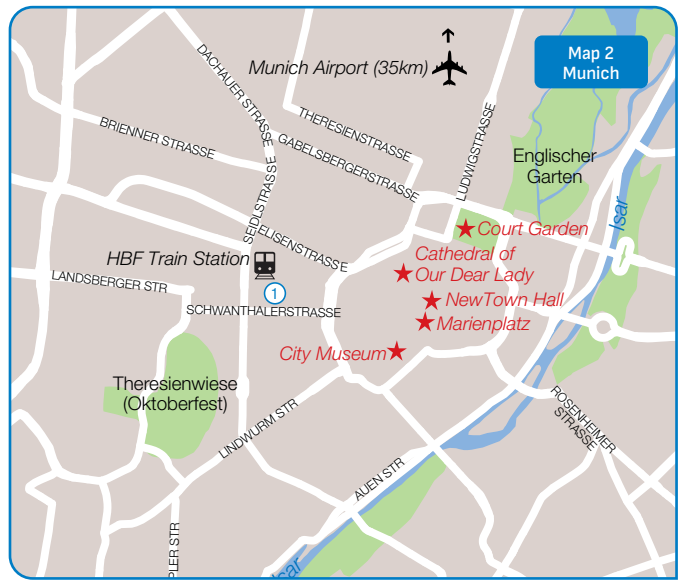 Map 2
Munich
Munich Airport (35km)
DACHAUER STRASSE
THERESIENSTRASSE
LUDWIGSTRASSE
BRIENNER STRASSE
GABELSBERGERSTRASSE
Englischer
Garten
SEIDLSTRASSE
Isar
ELISENSTRASSE
Court Garden
HBF Train Station
Cathedral of
Our Dear Lady
LANDSBERGER STR
1
NewTown Hall
SCHWANTHALERSTRASSE
Marienplatz
City Museum
Theresienwiese
(Oktoberfest)
ROSENHEIMER
STRASSE
LINDWURM STR
AUEN STR
PLER STR
Isar